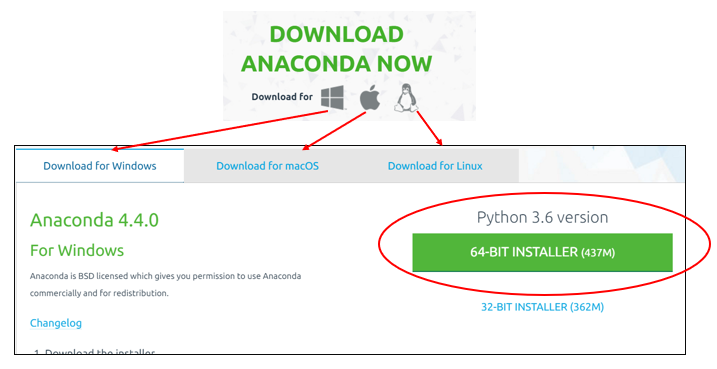 DOWNLOAD
ANACONDA NOW
Download for
Download for Windows
Download for macOS
Download for Linux
Anaconda 4.4.0
For Windows
Anaconda is BSD licensed which gives you permission to use Anaconda
commercially and for redistribution.
Changelog
1. Download the installer
Python 3.6 version
64-BIT INSTALLER (437M)
32-BIT INSTALLER (362M)